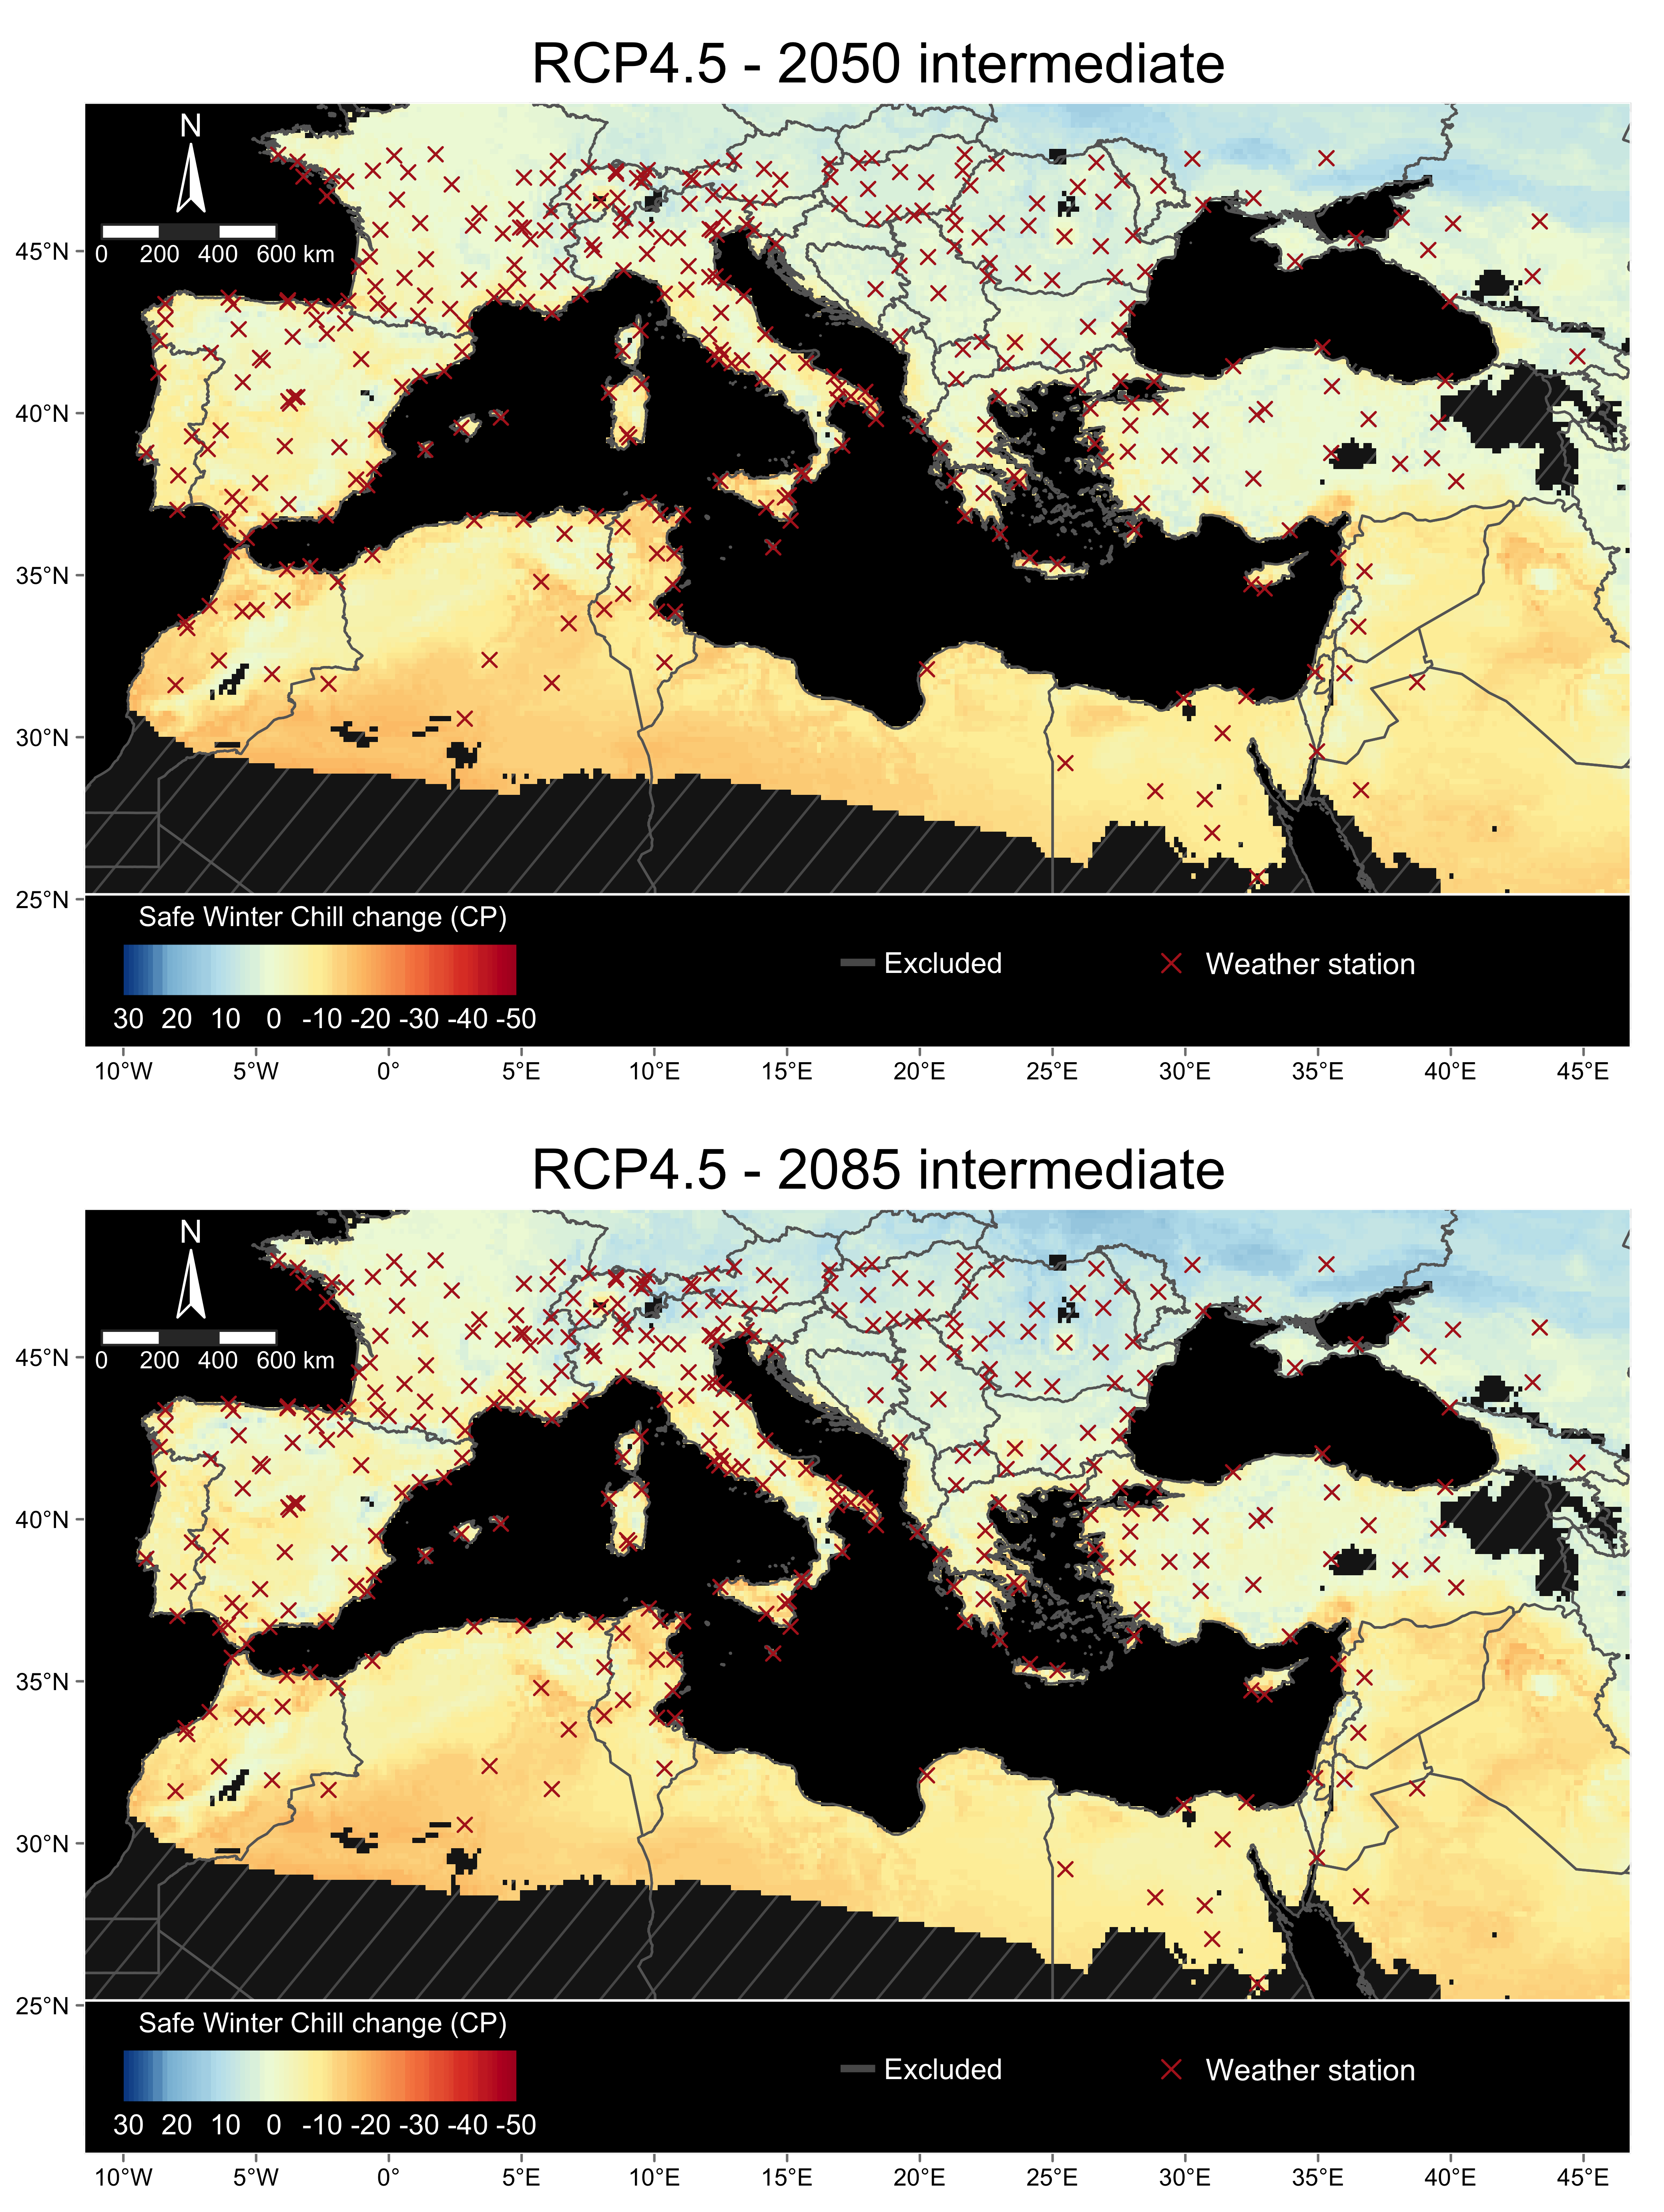 RCP4.5 - 2050 intermediate
N
0 200 400 600 km
45°N
40°N
35°N
30°N
25°N
Safe Winter Chill change (CP)
Excluded
Weather station
30 20 10 0 -10 -20 -30 -40 -50
10°W 5°W 0° 5°E 10°E 15°E 20°E 25°E 30°E 35°E 40°E 45°E
RCP4.5 - 2085 intermediate
N
0 200 400 600 km
45°N
40°N
35°N
30°N
25°N
Safe Winter Chill change (CP)
Excluded
Weather station
30 20 10 0 -10 -20 -30 -40 -50
10°W 5°W 0° 5°E 10°E 15°E 20°E 25°E 30°E 35°E 40°E 45°E